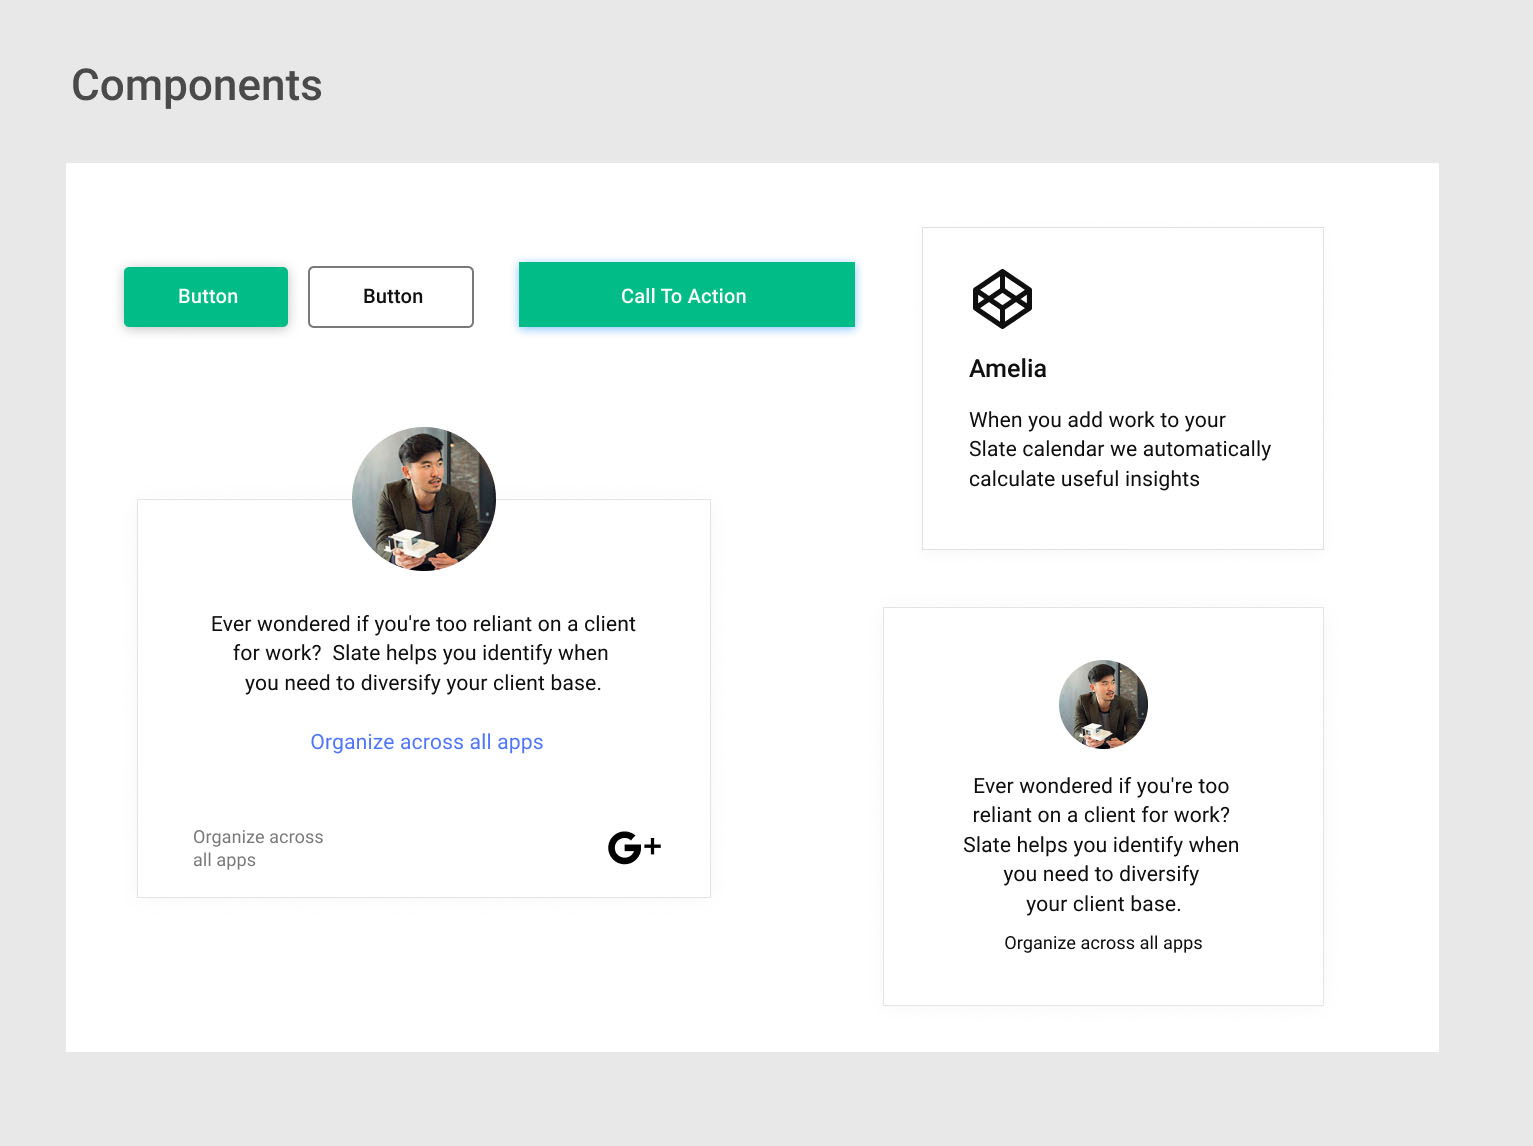 Components
Button
Button
Call To Action
Amelia
When you add work to your
Slate calendar we automatically
calculate useful insights
Ever wondered if you're too reliant on a client
for work?  Slate helps you identify when
you need to diversify your client base.
Organize across all apps
Organize across
all apps
G+
Ever wondered if you're too
reliant on a client for work?
Slate helps you identify when
you need to diversify
your client base.
Organize across all apps